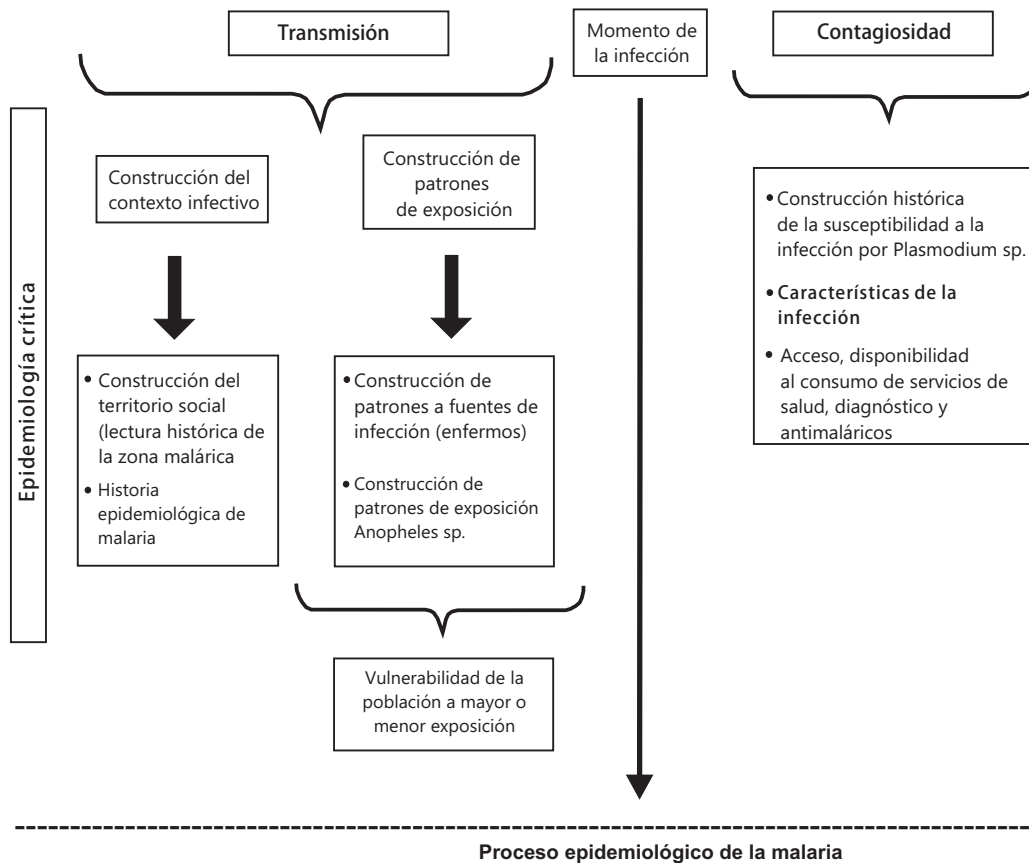 Transmisión
Momento de
la infección
Contagiosidad
Epidemiología crítica
Construcción del
contexto infectivo
Construcción de
patrones
de exposición
• Construcción del
territorio social
(lectura histórica de
la zona malárica
• Historia
epidemiológica de
malaria
• Construcción de
patrones a fuentes de
infección (enfermos)
• Construcción de
patrones de exposición
Anopheles sp.
Vulnerabilidad de la
población a mayor o
menor exposición
• Construcción histórica
de la susceptibilidad a la
infección por Plasmodium sp.
• Características de la
infección
• Acceso, disponibilidad
al consumo de servicios de
salud, diagnóstico y
antimaláricos
Proceso epidemiológico de la malaria